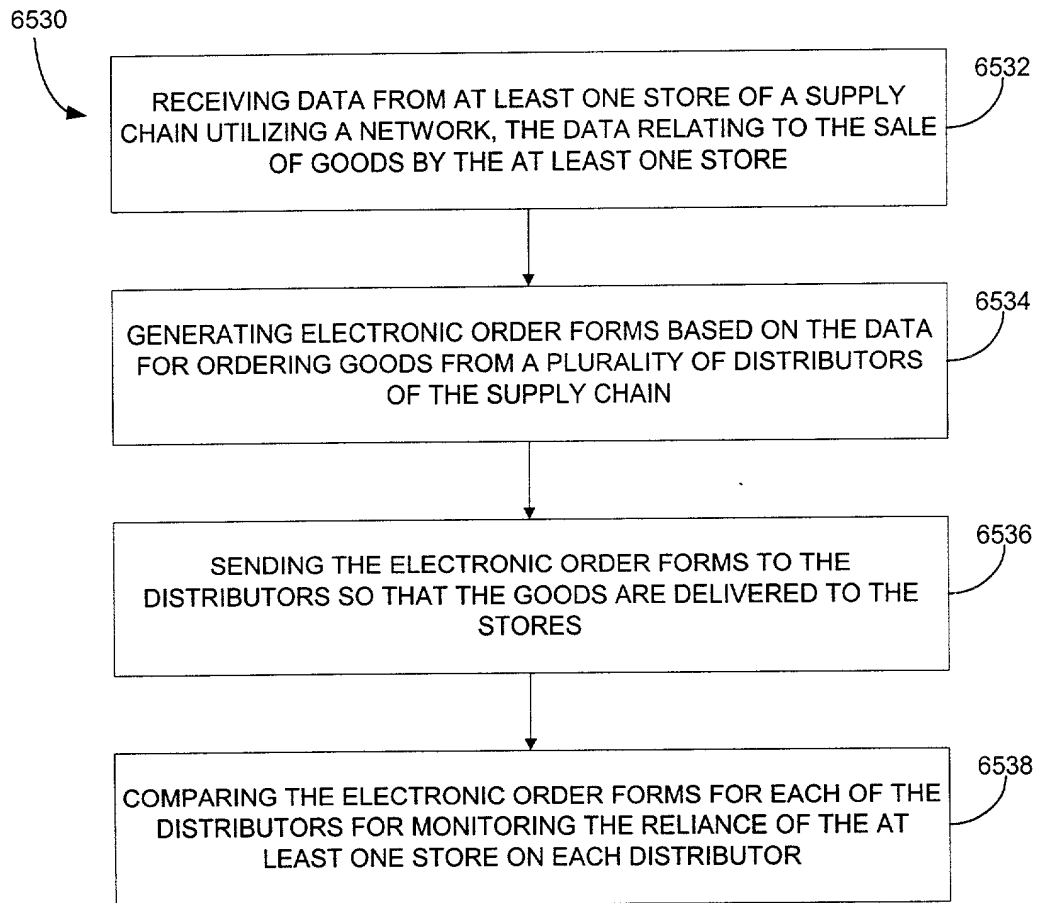 6530
6532
RECEIVING DATA FROM AT LEAST ONE STORE OF A SUPPLY
CHAIN UTILIZING A NETWORK, THE DATA RELATING TO THE SALE
OF GOODS BY THE AT LEAST ONE STORE
6534
GENERATING ELECTRONIC ORDER FORMS BASED ON THE DATA
FOR ORDERING GOODS FROM A PLURALITY OF DISTRIBUTORS
OF THE SUPPLY CHAIN
6536
SENDING THE ELECTRONIC ORDER FORMS TO THE
DISTRIBUTORS SO THAT THE GOODS ARE DELIVERED TO THE
STORES
6538
COMPARING THE ELECTRONIC ORDER FORMS FOR EACH OF THE
DISTRIBUTORS FOR MONITORING THE RELIANCE OF THE AT
LEAST ONE STORE ON EACH DISTRIBUTOR